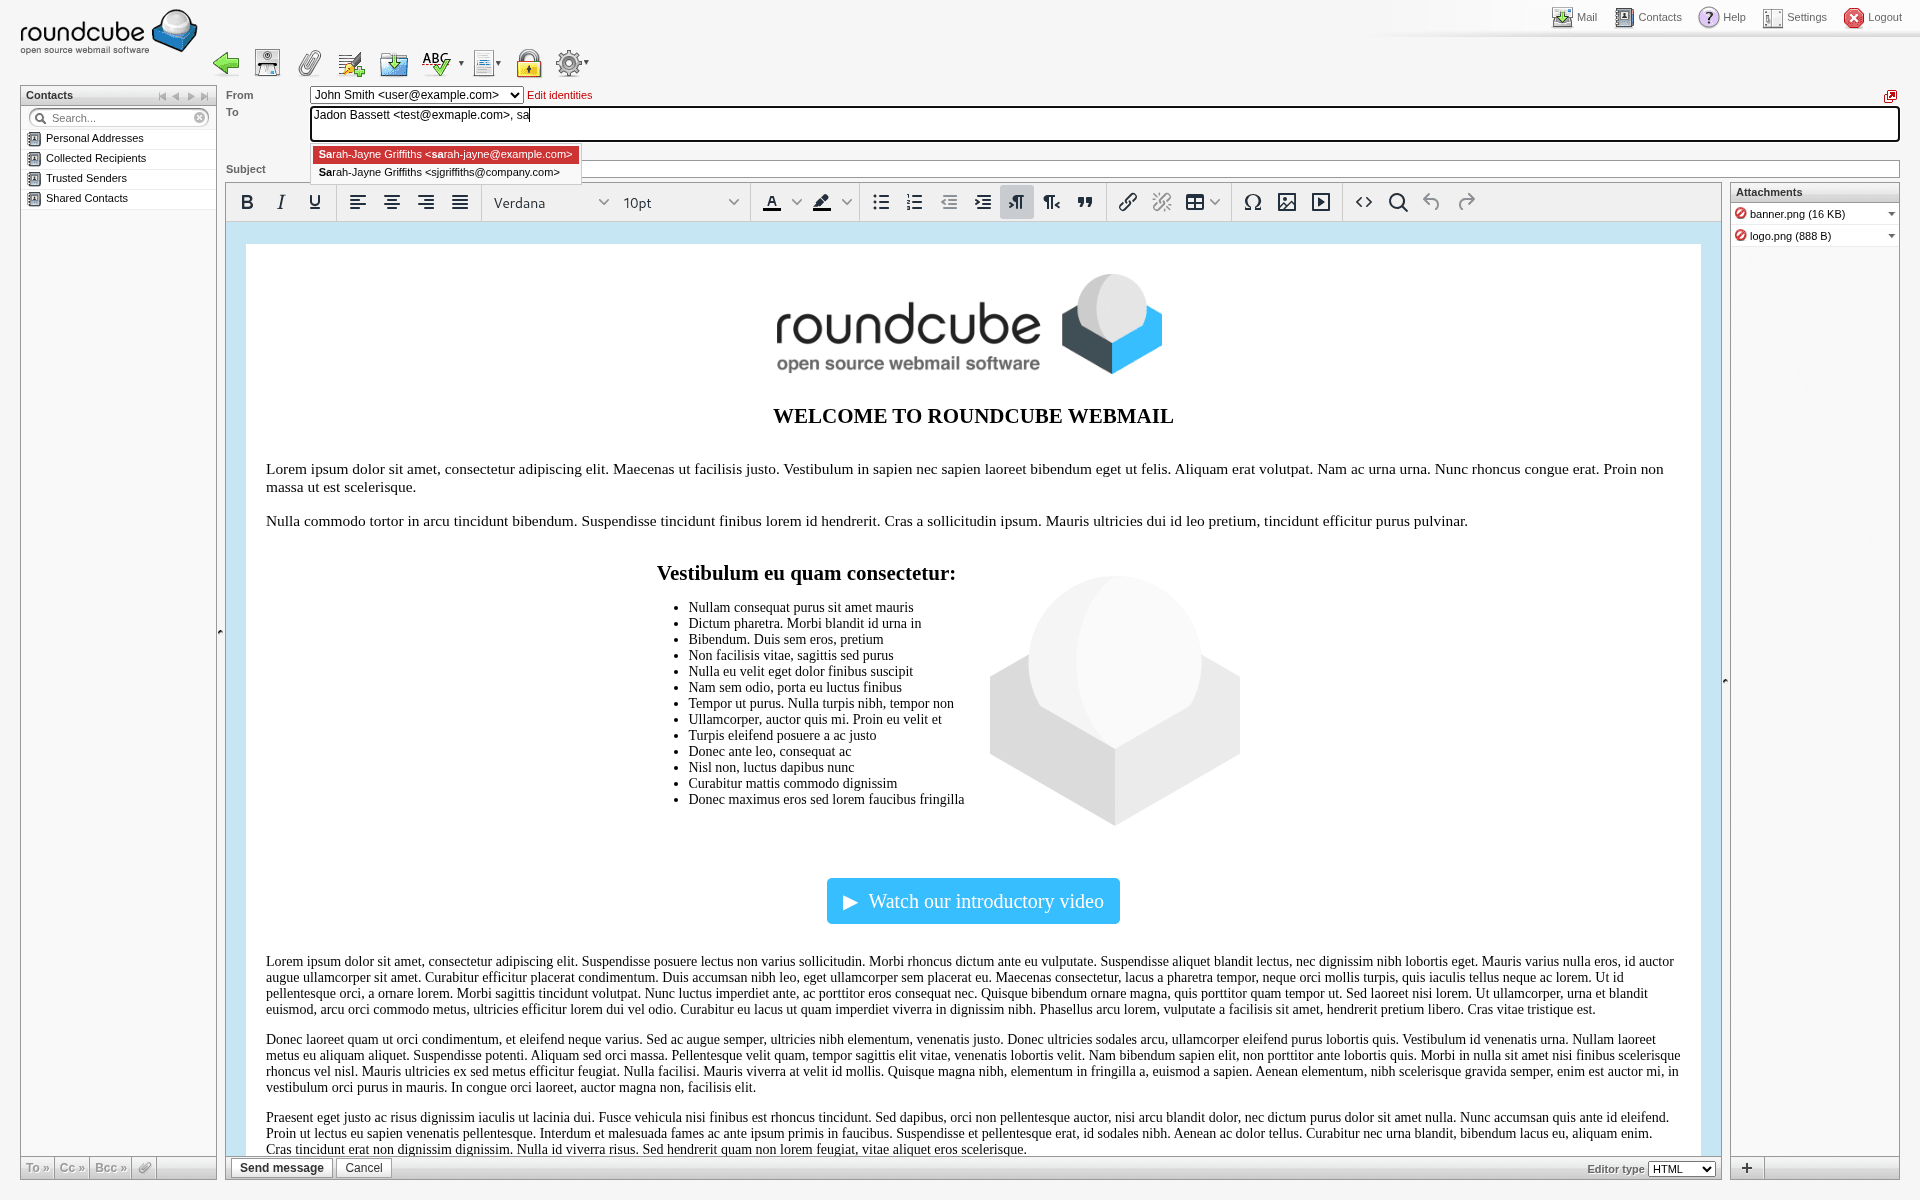 roundcube
open source webmail software
Mail
Contacts
Help
Settings
Logout
ABC
Contacts
Search...
Personal Addresses
Collected Recipients
Trusted Senders
Shared Contacts
From
John Smith <user@example.com>
Edit identities
To
Jadon Bassett <test@exmaple.com>, sa
Sarah-Jayne Griffiths <sarah-jayne@example.com>
Sarah-Jayne Griffiths <sjgriffiths@company.com>
Subject
B I U
Verdana
10pt
Attachments
banner.png (16 KB)
logo.png (888 B)
roundcube
open source webmail software
WELCOME TO ROUNDCUBE WEBMAIL
Lorem ipsum dolor sit amet, consectetur adipiscing elit. Maecenas ut facilisis justo. Vestibulum in sapien nec sapien laoreet bibendum eget ut felis. Aliquam erat volutpat. Nam ac urna urna. Nunc rhoncus congue erat. Proin non
massa ut est scelerisque.
Nulla commodo tortor in arcu tincidunt bibendum. Suspendisse tincidunt finibus lorem id hendrerit. Cras a sollicitudin ipsum. Mauris ultricies dui id leo pretium, tincidunt efficitur purus pulvinar.
Vestibulum eu quam consectetur:
• Nullam consequat purus sit amet mauris
• Dictum pharetra. Morbi blandit id urna in
• Bibendum. Duis sem eros, pretium
• Non facilisis vitae, sagittis sed purus
• Nulla eu velit eget dolor finibus suscipit
• Nam sem odio, porta eu luctus finibus
• Tempor ut purus. Nulla turpis nibh, tempor non
• Ullamcorper, auctor quis mi. Proin eu velit et
• Turpis eleifend posuere a ac justo
• Donec ante leo, consequat ac
• Nisl non, luctus dapibus nunc
• Curabitur mattis commodo dignissim
• Donec maximus eros sed lorem faucibus fringilla
▶ Watch our introductory video
Lorem ipsum dolor sit amet, consectetur adipiscing elit. Suspendisse posuere lectus non varius sollicitudin. Morbi rhoncus dictum ante eu vulputate. Suspendisse aliquet blandit lectus, nec dignissim nibh lobortis eget. Mauris varius nulla eros, id auctor
augue ullamcorper sit amet. Curabitur efficitur placerat condimentum. Duis accumsan nibh leo, eget ullamcorper sem placerat eu. Maecenas consectetur, lacus a pharetra tempor, neque orci mollis turpis, quis iaculis tellus neque ac lorem. Ut id
pellentesque orci, a ornare lorem. Morbi sagittis tincidunt volutpat. Nunc luctus imperdiet ante, ac porttitor eros consequat nec. Quisque bibendum ornare magna, quis porttitor quam tempor ut. Sed laoreet nisi lorem. Ut ullamcorper, urna et blandit
euismod, arcu orci commodo metus, ultricies efficitur lorem dui vel odio. Curabitur eu lacus ut quam imperdiet viverra in dignissim nibh. Phasellus arcu lorem, vulputate a facilisis sit amet, hendrerit pretium libero. Cras vitae tristique est.
Donec laoreet quam ut orci condimentum, et eleifend neque varius. Sed ac augue semper, ultricies nibh elementum, venenatis justo. Donec ultricies sodales arcu, ullamcorper eleifend purus lobortis quis. Vestibulum id venenatis urna. Nullam laoreet
metus eu aliquam aliquet. Suspendisse potenti. Aliquam sed orci massa. Pellentesque velit quam, tempor sagittis elit vitae, venenatis lobortis velit. Nam bibendum sapien elit, non porttitor ante lobortis quis. Morbi in nulla sit amet nisi finibus scelerisque
rhoncus vel nisl. Mauris ultricies ex sed metus efficitur feugiat. Nulla facilisi. Mauris viverra at velit id mollis. Quisque magna nibh, elementum in fringilla a, euismod a sapien. Aenean elementum, nibh scelerisque gravida semper, enim est auctor mi, in
vestibulum orci purus in mauris. In congue orci laoreet, auctor magna non, facilisis elit.
Praesent eget justo ac risus dignissim iaculis ut lacinia dui. Fusce vehicula nisi finibus est rhoncus tincidunt. Sed dapibus, orci non pellentesque auctor, nisi arcu blandit dolor, nec dictum purus dolor sit amet nulla. Nunc accumsan quis ante id eleifend.
Proin ut lectus eu sapien venenatis pellentesque. Interdum et malesuada fames ac ante ipsum primis in faucibus. Suspendisse et pellentesque erat, id sodales nibh. Aenean ac dolor tellus. Curabitur nec urna blandit, bibendum lacus eu, aliquam enim.
Cras tincidunt erat non dignissim dignissim. Nulla id viverra risus. Sed hendrerit quam non lorem feugiat, vitae aliquet eros scelerisque.
To »
Cc »
Bcc »
Send message
Cancel
Editor type
HTML